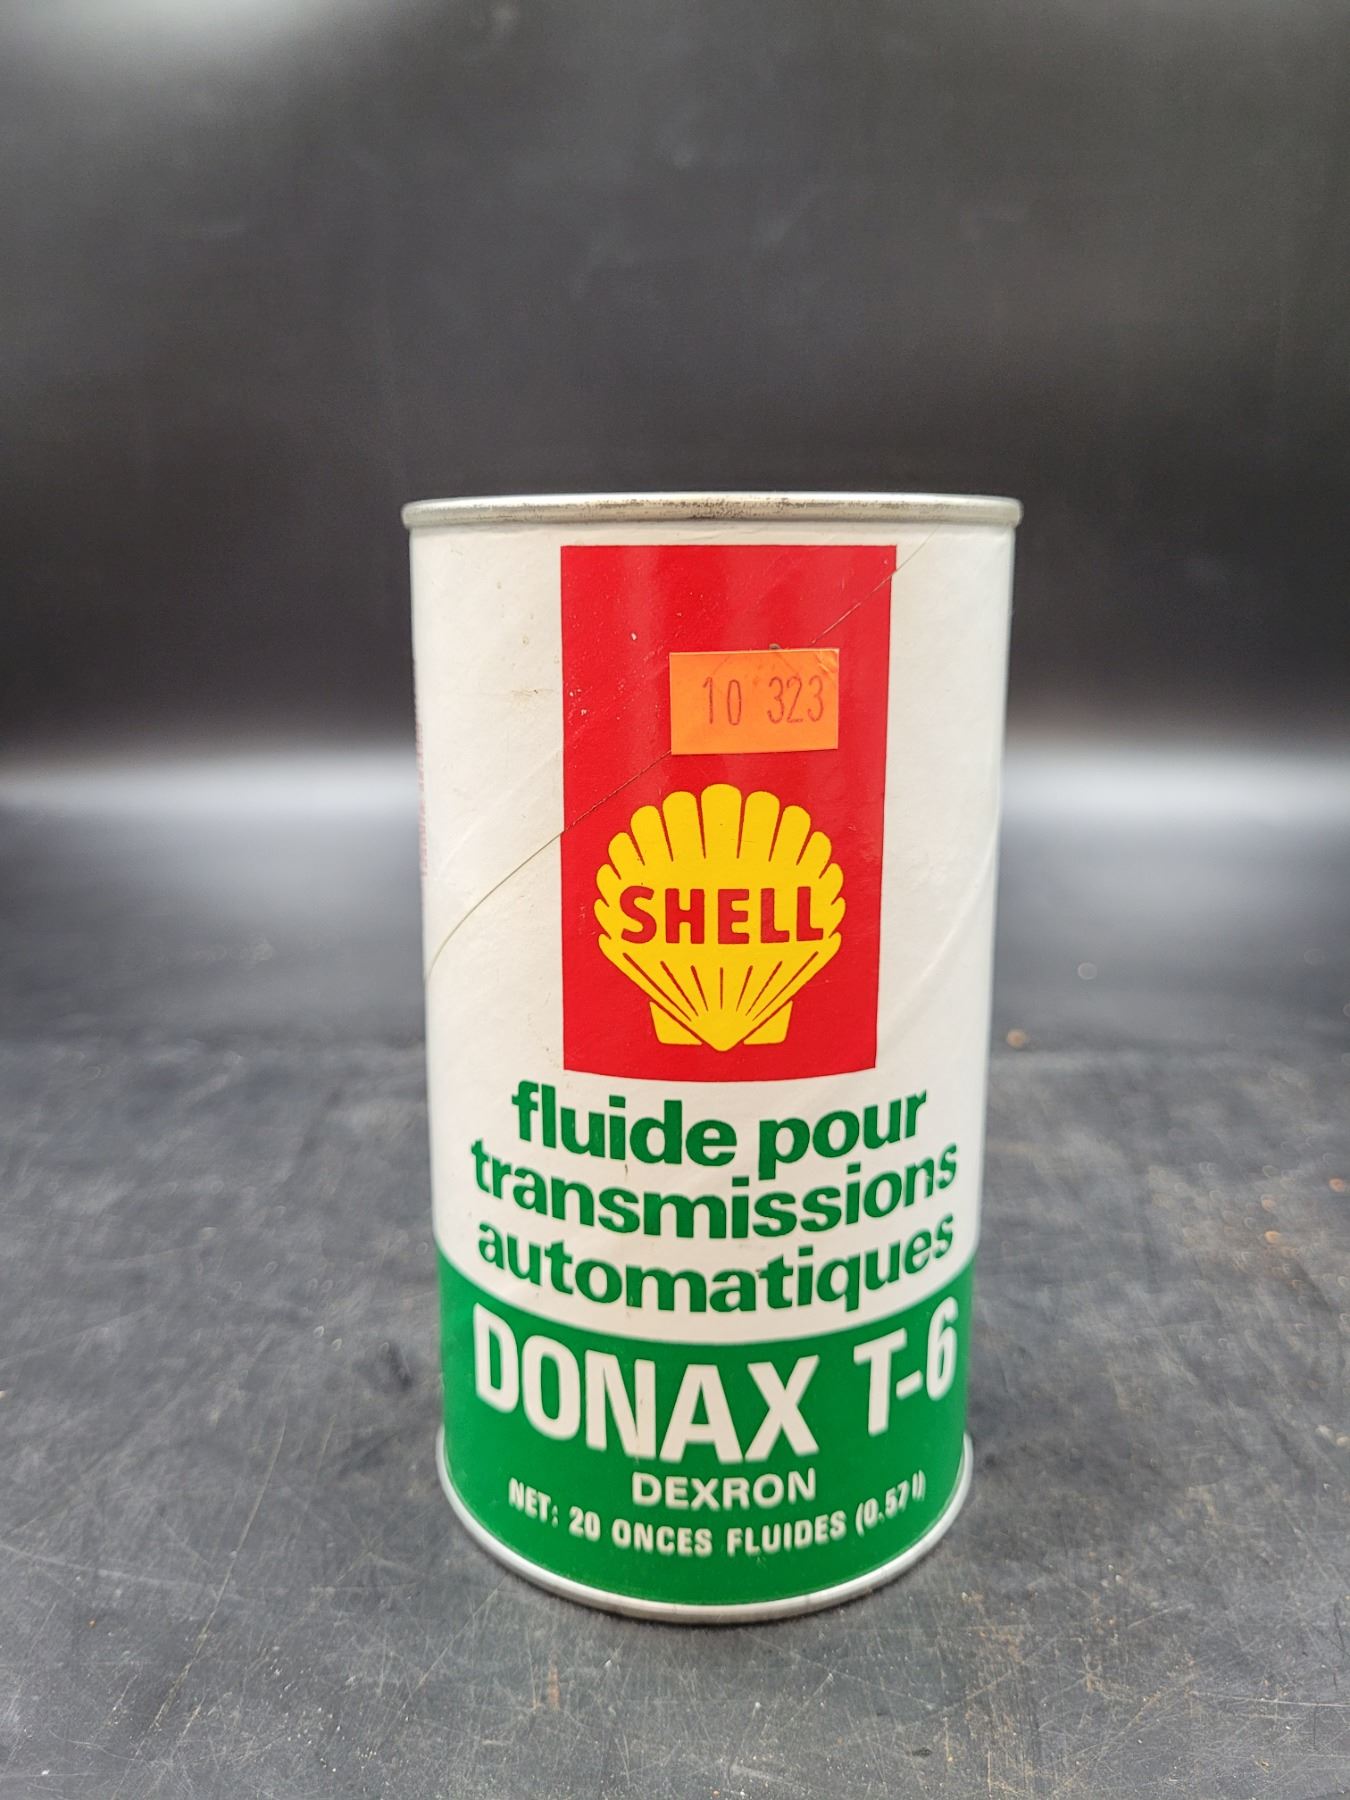 10 323
SHELL
fluide pour
transmissions
automatiques
DONAX T-6
DEXRON
NET: 20 ONCES FLUIDES (0.57 l)